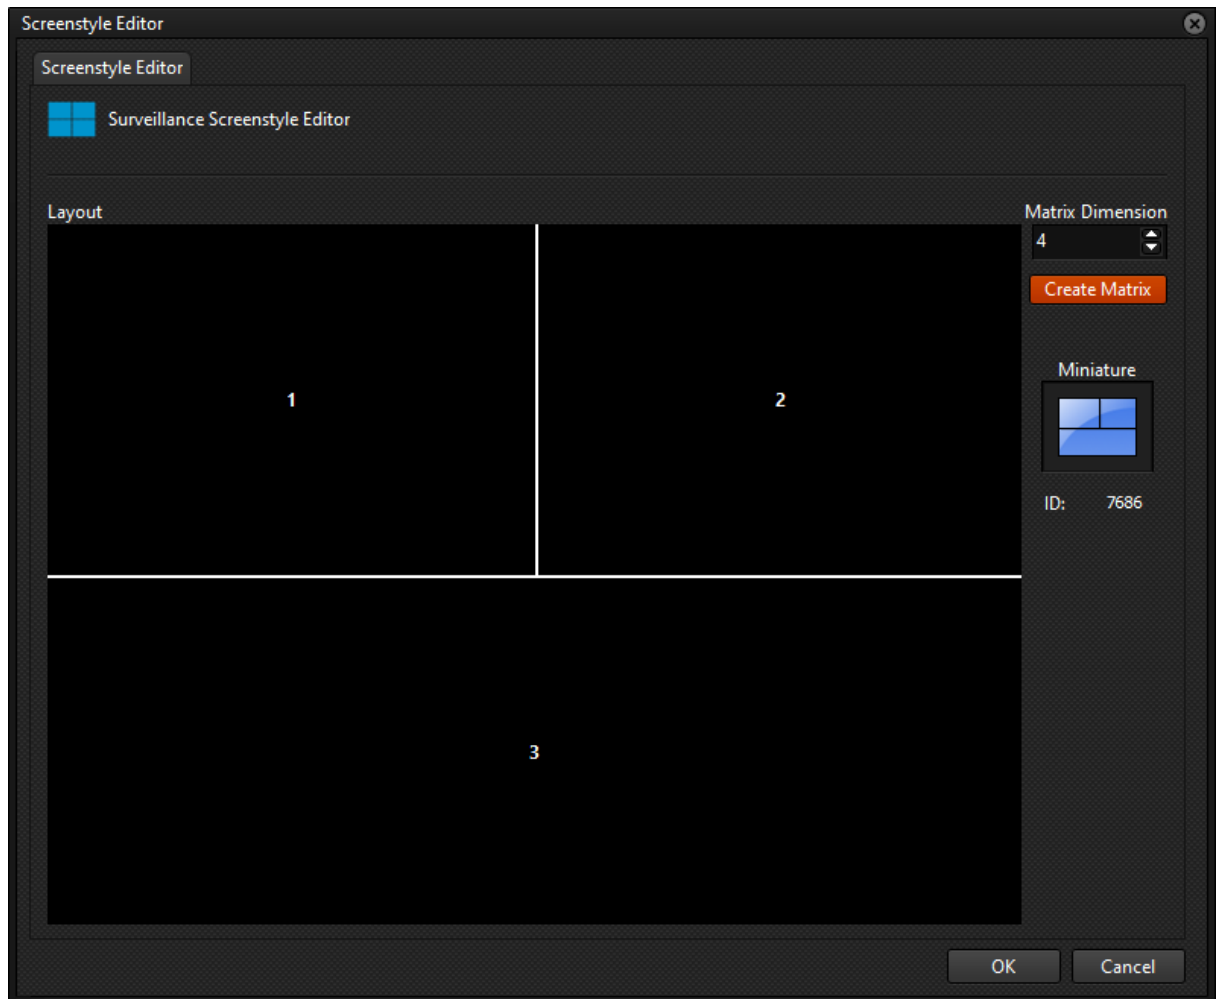 Screenstyle Editor
Screenstyle Editor
Surveillance Screenstyle Editor
Layout
Matrix Dimension
4
Create Matrix
Miniature
ID: 7686
1
2
3
OK
Cancel